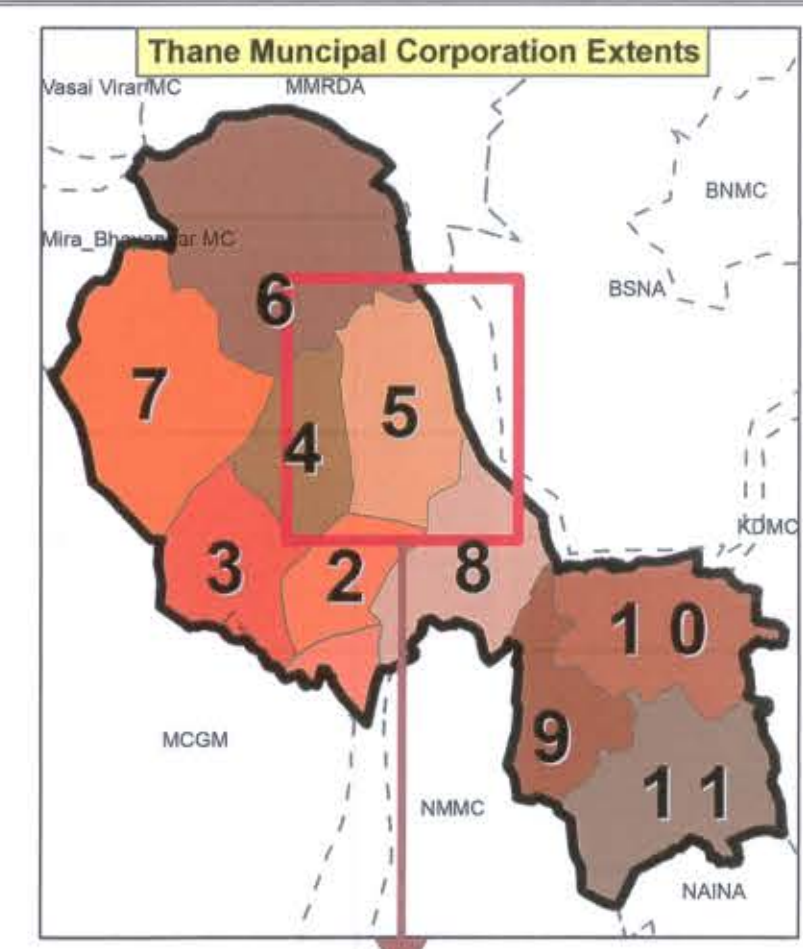 Thane Muncipal Corporation Extents
Vasai Virar MC
MMRDA
BNMC
Mira_Bhayandar MC
BSNA
6
7
5
4
KDMC
3
2
8
10
9
MCGM
11
NMMC
NAINA